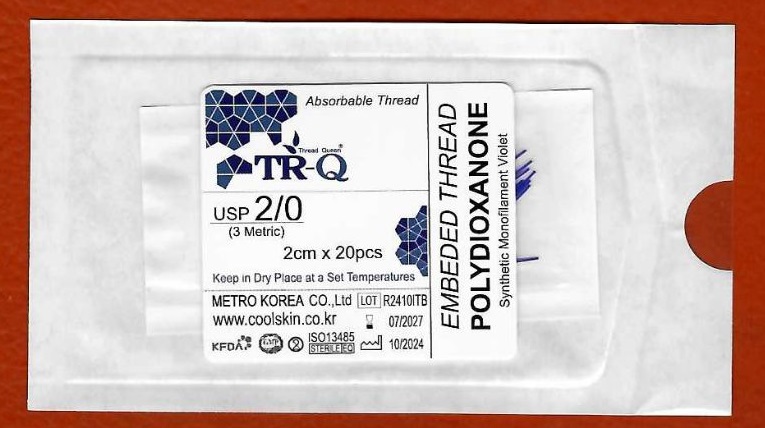 Absorbable Thread
Thread Queen
TR-Q
USP 2/0
(3 Metric)
2cm x 20pcs
Keep in Dry Place at a Set Temperatures
METRO KOREA CO.,Ltd LOT R2410ITB
www.coolskin.co.kr 07/2027
KFDA ISO13485
STERILE EO 10/2024
EMBEDED THREAD
POLYDIOXANONE
Synthetic Monofilament Violet